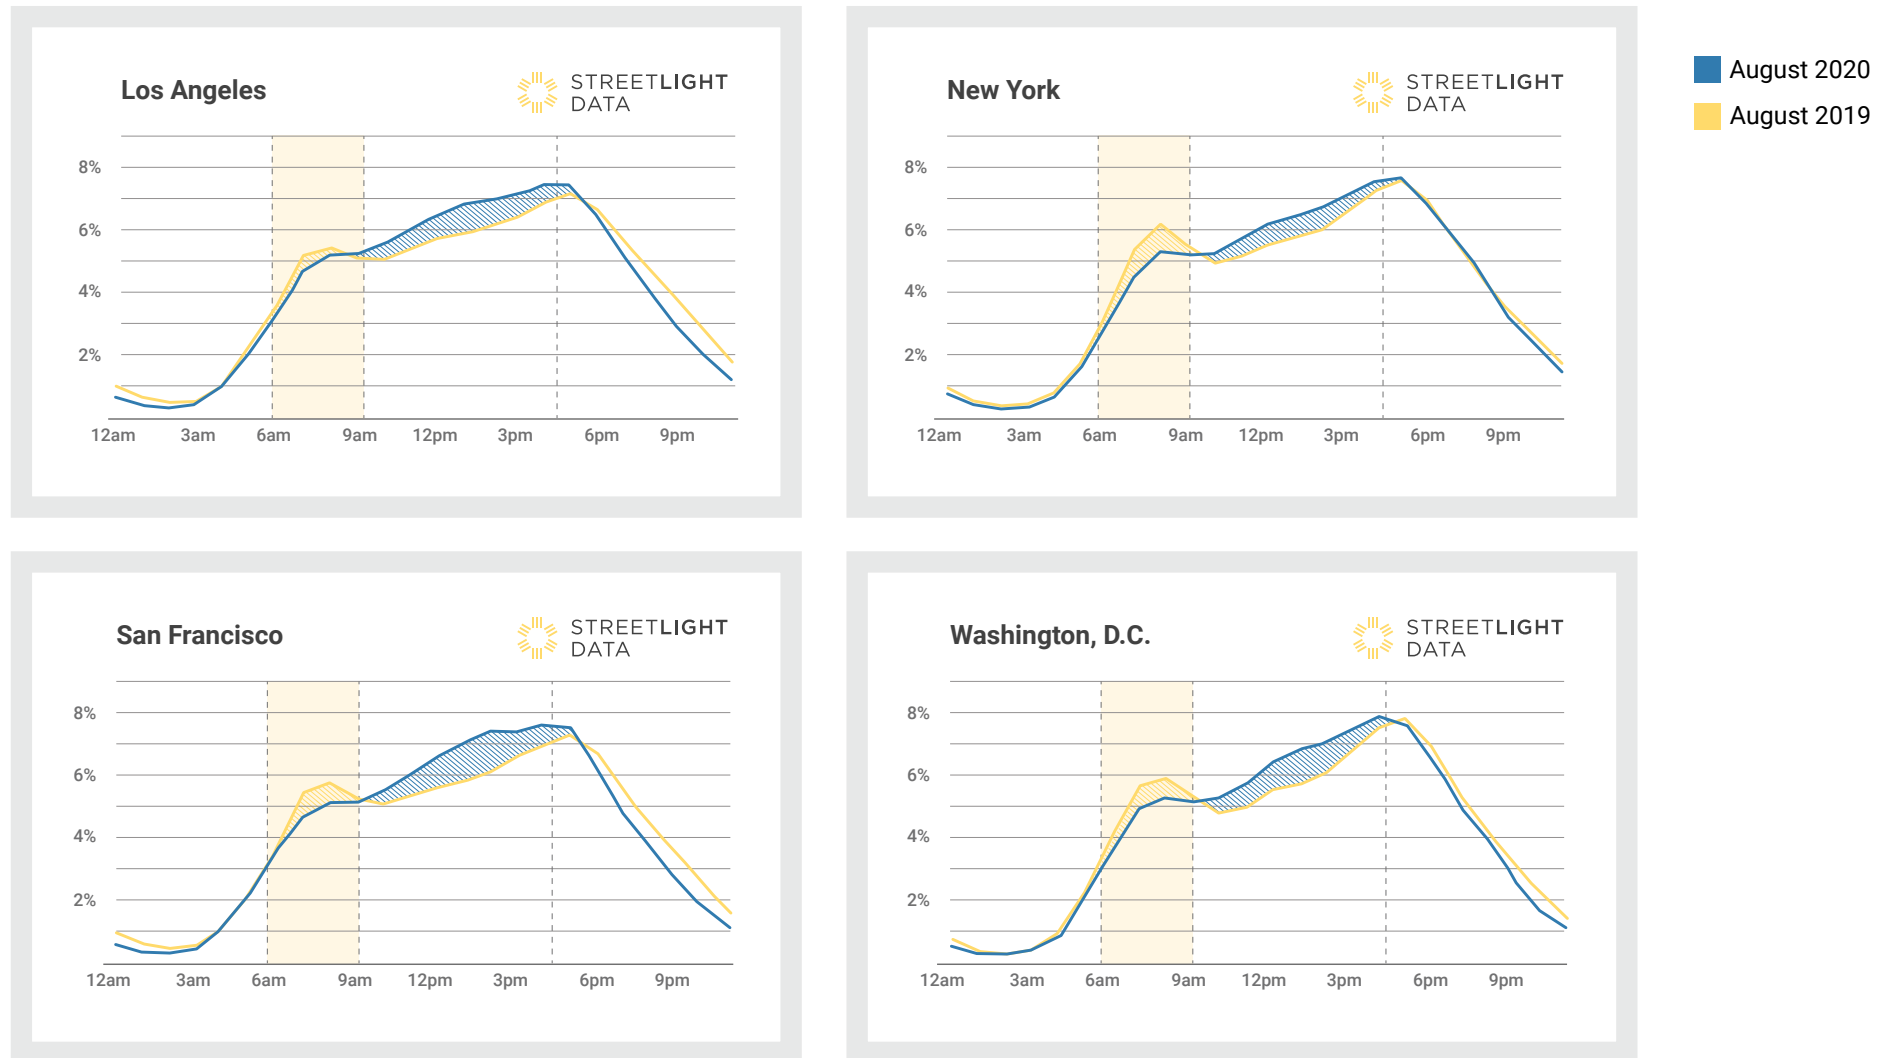 Los Angeles
STREETLIGHT
DATA
8%
6%
4%
2%
12am 3am 6am 9am 12pm 3pm 6pm 9pm
New York
STREETLIGHT
DATA
8%
6%
4%
2%
12am 3am 6am 9am 12pm 3pm 6pm 9pm
August 2020
August 2019
San Francisco
STREETLIGHT
DATA
8%
6%
4%
2%
12am 3am 6am 9am 12pm 3pm 6pm 9pm
Washington, D.C.
STREETLIGHT
DATA
8%
6%
4%
2%
12am 3am 6am 9am 12pm 3pm 6pm 9pm